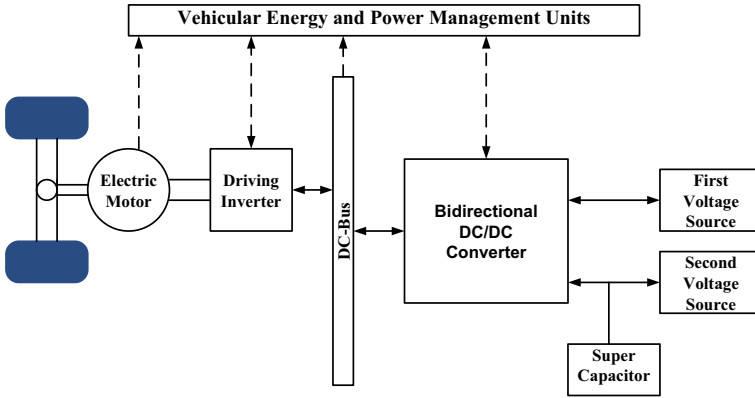 Vehicular Energy and Power Management Units
Electric
Motor
Driving
Inverter
DC-Bus
Bidirectional
DC/DC
Converter
First
Voltage
Source
Second
Voltage
Source
Super
Capacitor